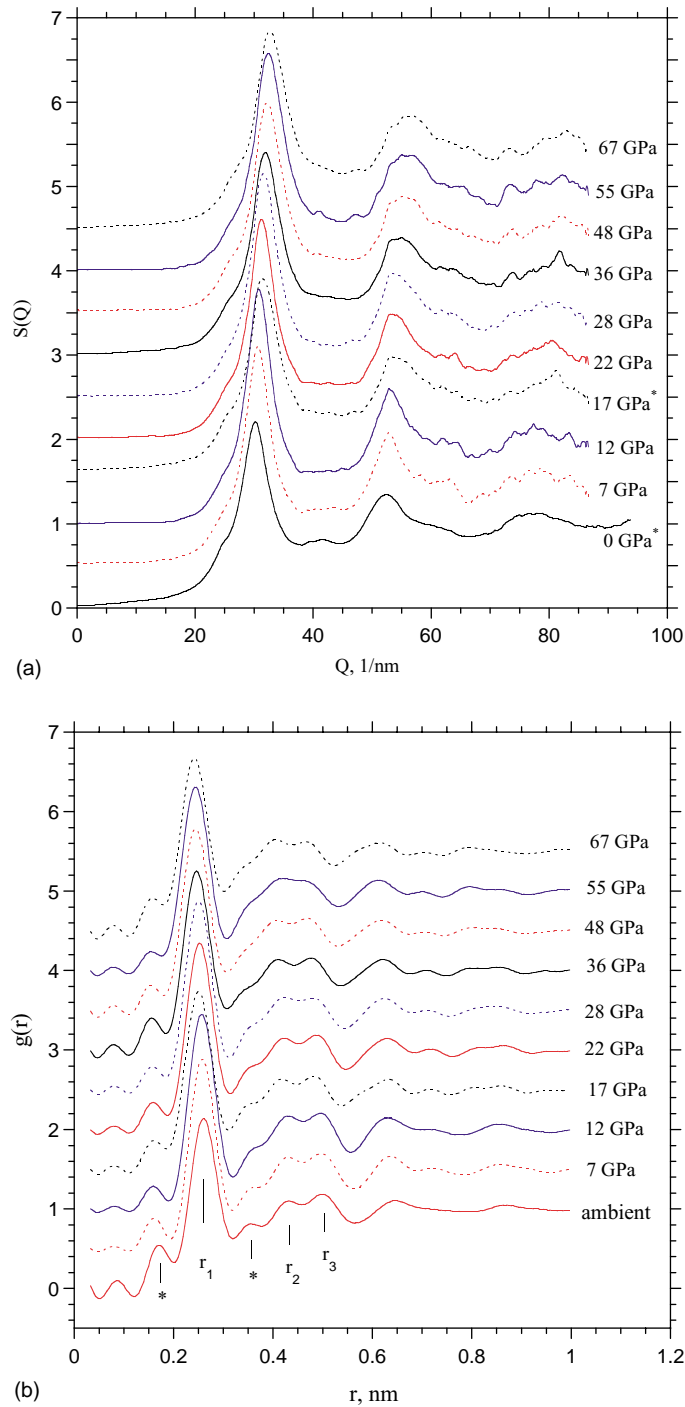 7
6
5
4
3
2
1
0
S(Q)
67 GPa
55 GPa
48 GPa
36 GPa
28 GPa
22 GPa
17 GPa*
12 GPa
7 GPa
0 GPa*
0 20 40 60 80 100
Q, 1/nm
(a)
7
6
5
4
3
2
1
0
g(r)
67 GPa
55 GPa
48 GPa
36 GPa
28 GPa
22 GPa
17 GPa
12 GPa
7 GPa
ambient
* r1 * r2 r3
0 0.2 0.4 0.6 0.8 1 1.2
r, nm
(b)